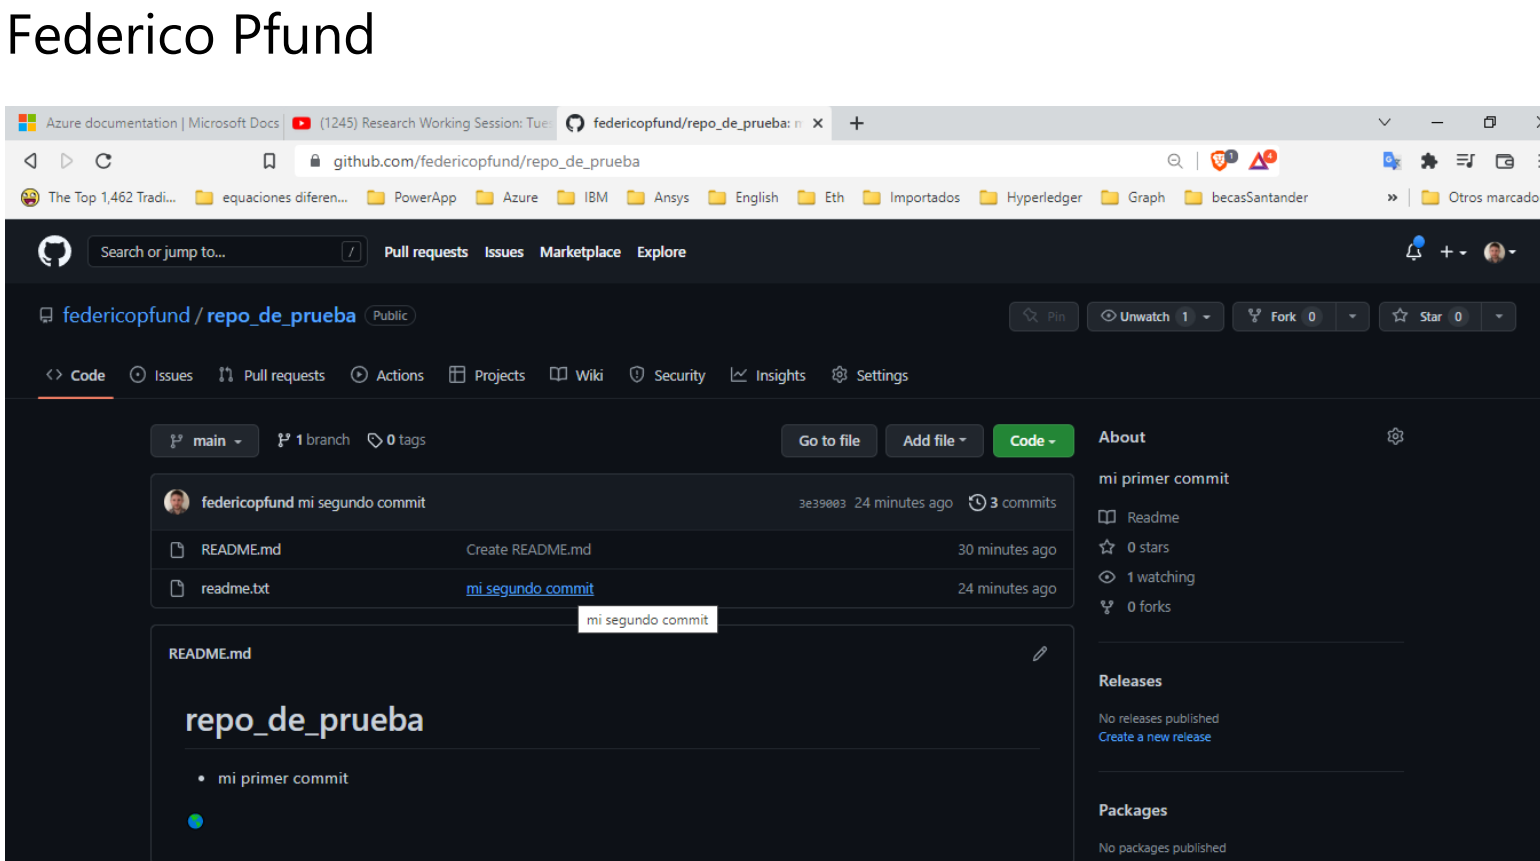 Federico Pfund
Azure documentation | Microsoft Docs (1245) Research Working Session: Tue federicopfund/repo_de_prueba: m
github.com/federicopfund/repo_de_prueba 1 4
The Top 1,462 Tradi... equaciones diferen... PowerApp Azure IBM Ansys English Eth Importados Hyperledger Graph becasSantander » Otros marcado
Search or jump to... / Pull requests Issues Marketplace Explore
federicopfund / repo_de_prueba Public Pin Unwatch 1 Fork 0 Star 0
Code Issues Pull requests Actions Projects Wiki Security Insights Settings
main 1 branch 0 tags Go to file Add file Code About
mi primer commit
federicopfund mi segundo commit 3e39003 24 minutes ago 3 commits
Readme
README.md Create README.md 30 minutes ago
0 stars
1 watching
readme.txt mi segundo commit 24 minutes ago
0 forks
mi segundo commit
README.md
Releases
repo_de_prueba
No releases published
Create a new release
• mi primer commit
Packages
No packages published